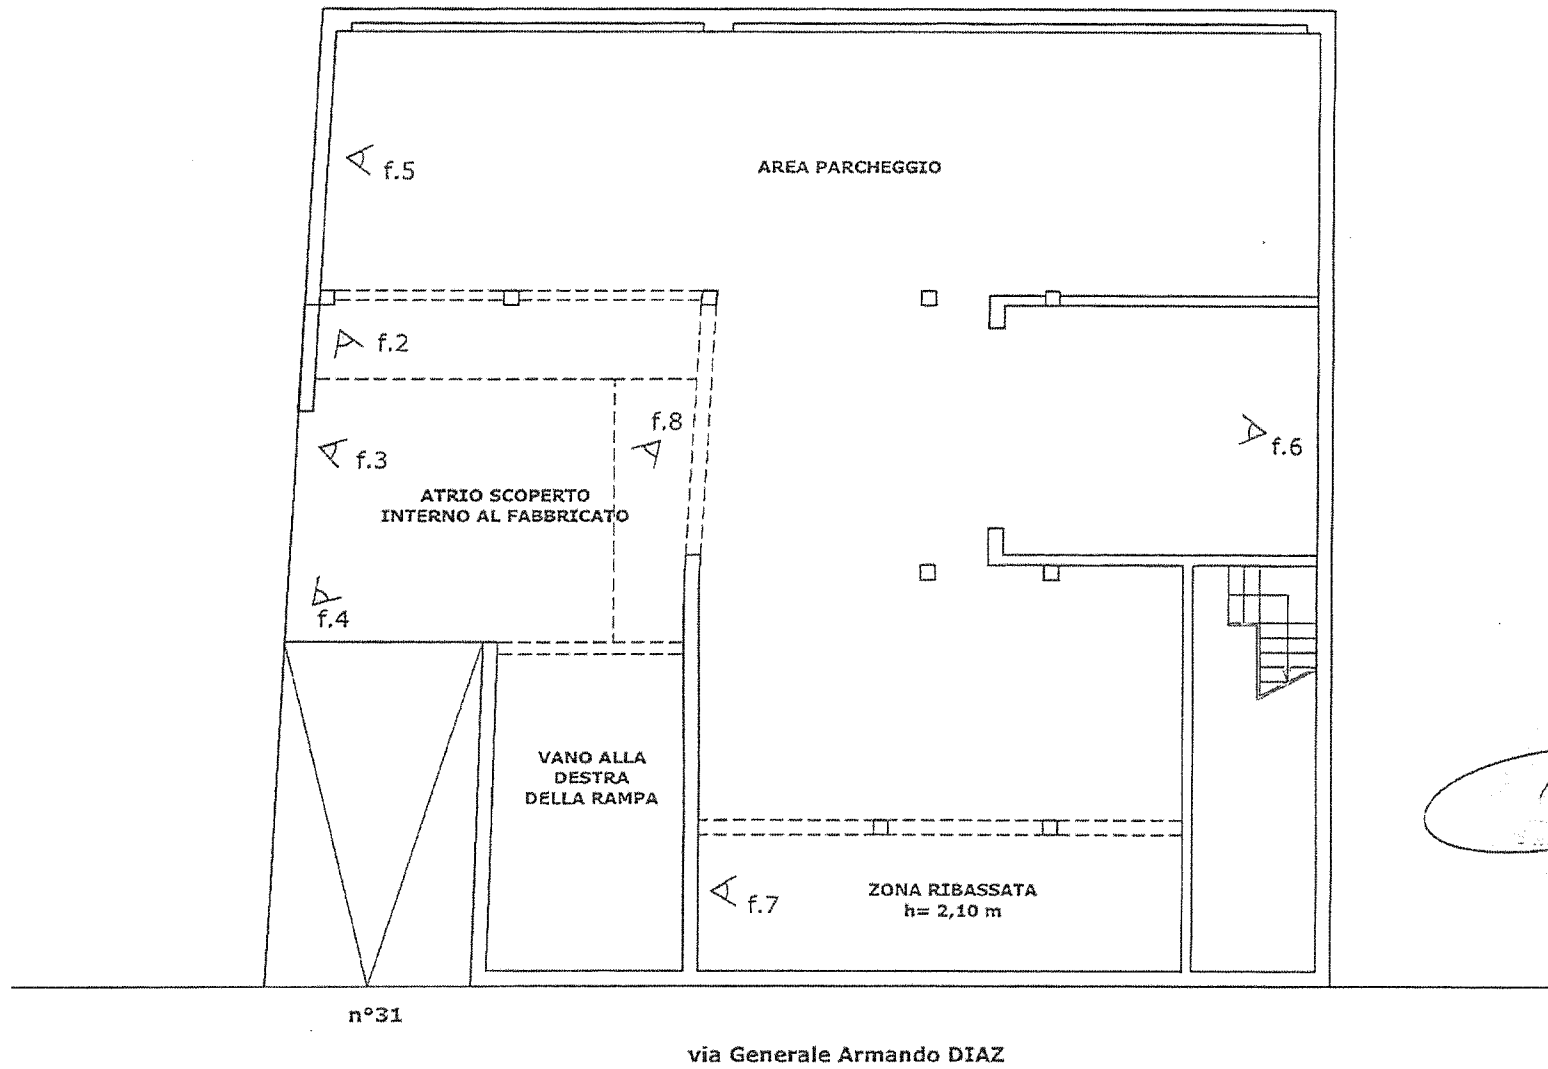 f.5
AREA PARCHEGGIO
f.2
f.8
f.3
f.6
ATRIO SCOPERTO
INTERNO AL FABBRICATO
f.4
VANO ALLA
DESTRA
DELLA RAMPA
ZONA RIBASSATA
h= 2,10 m
f.7
n°31
via Generale Armando DIAZ